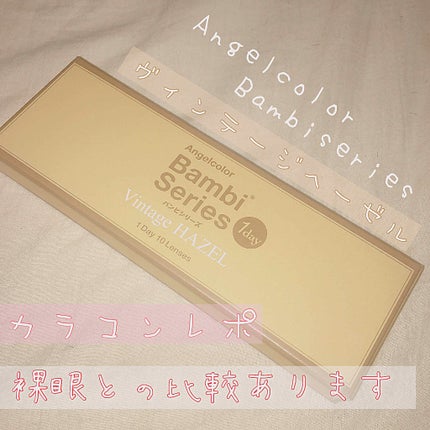 Angelcolor
Bambiseries
ヴィンテージヘーゼル
Angelcolor
Bambi®
Series
バンビシリーズ
1day
Vintage HAZEL
1Day 10 Lenses
カラコンレポ
裸眼との比較あります